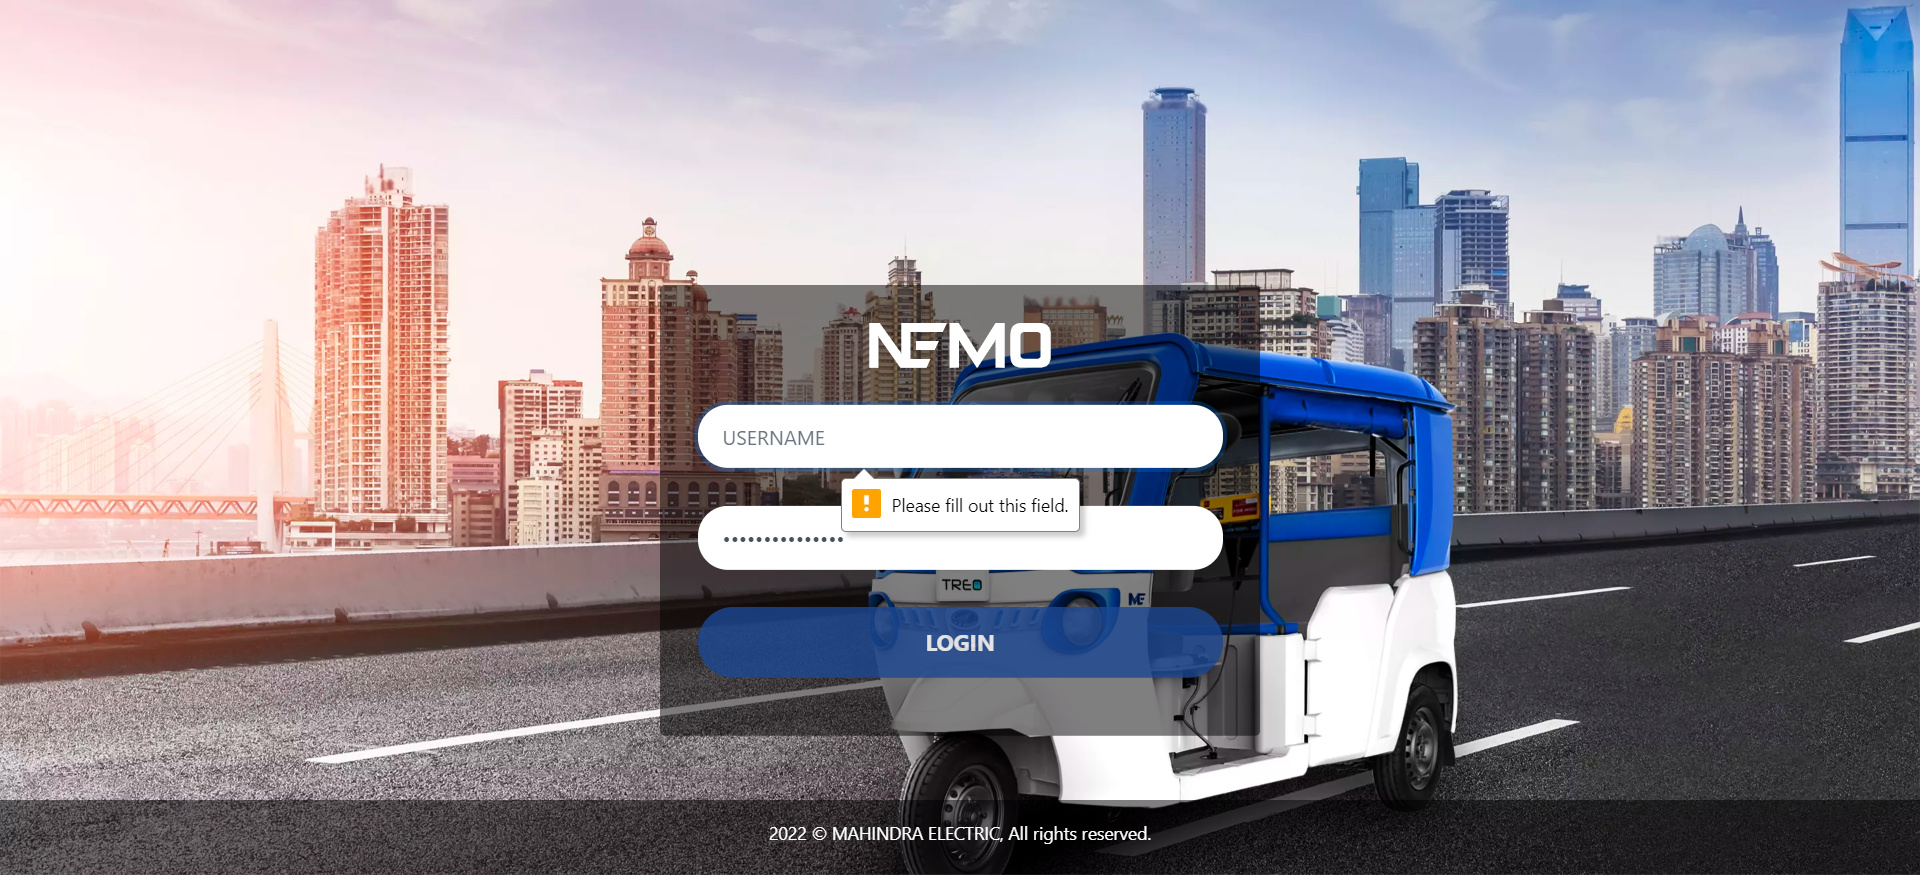 NEMO
USERNAME
Please fill out this field.
•••••••••••••••
TREO
ME
LOGIN
2022 © MAHINDRA ELECTRIC, All rights reserved.